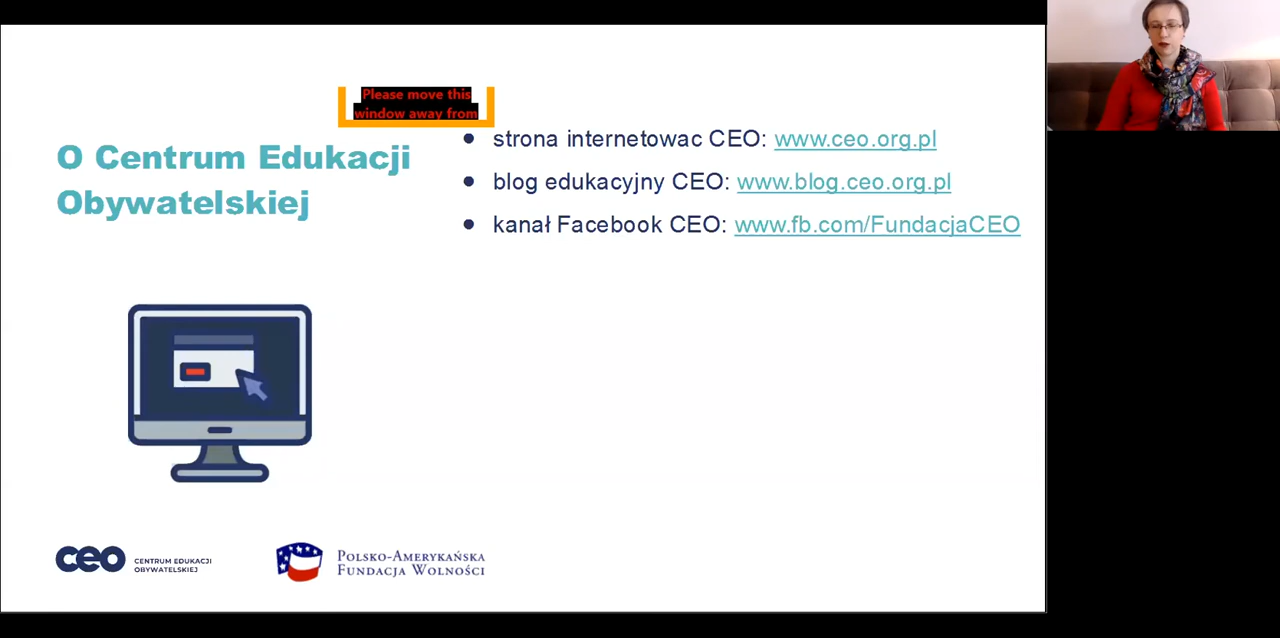 Please move this
window away from
O Centrum Edukacji
Obywatelskiej
strona internetowac CEO: www.ceo.org.pl
blog edukacyjny CEO: www.blog.ceo.org.pl
kanał Facebook CEO: www.fb.com/FundacjaCEO
ceo CENTRUM EDUKACJI
OBYWATELSKIEJ
POLSKO-AMERYKAŃSKA
FUNDACJA WOLNOŚCI